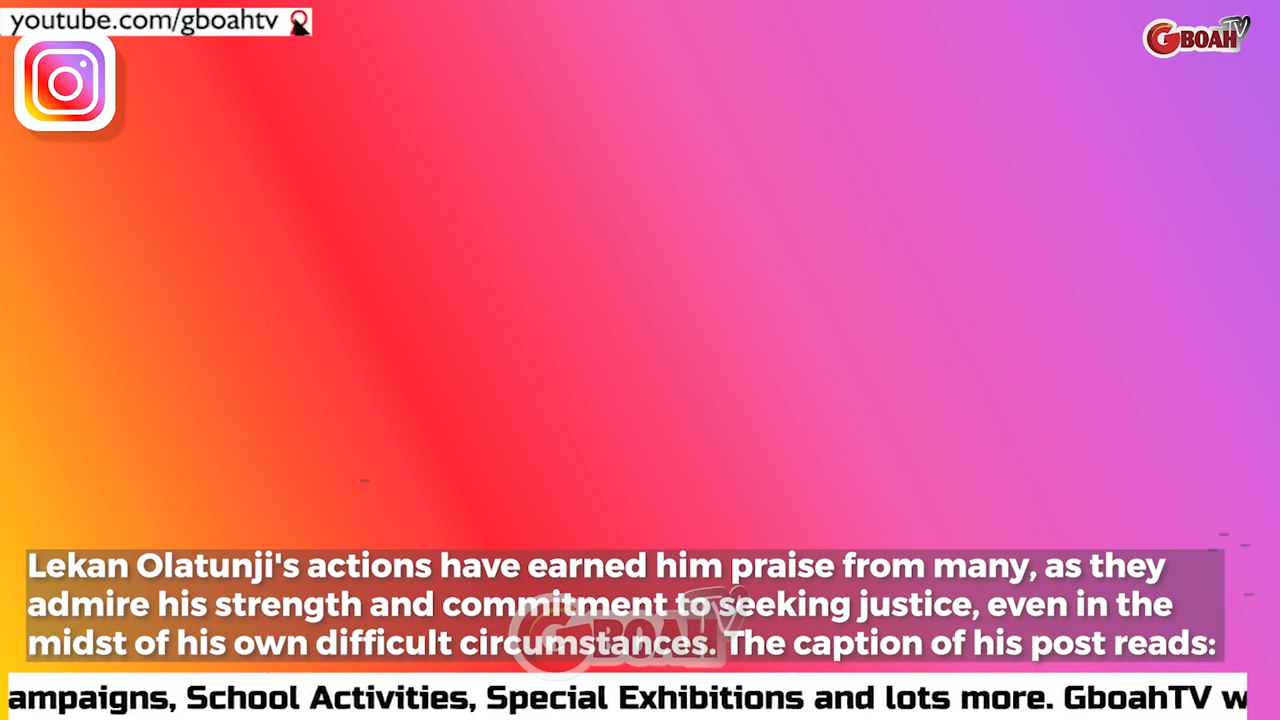 youtube.com/gboahtv
GBOAH TV
Lekan Olatunji's actions have earned him praise from many, as they
admire his strength and commitment to seeking justice, even in the
midst of his own difficult circumstances. The caption of his post reads:
GBOAH TV
ampaigns, School Activities, Special Exhibitions and lots more. GboahTV w